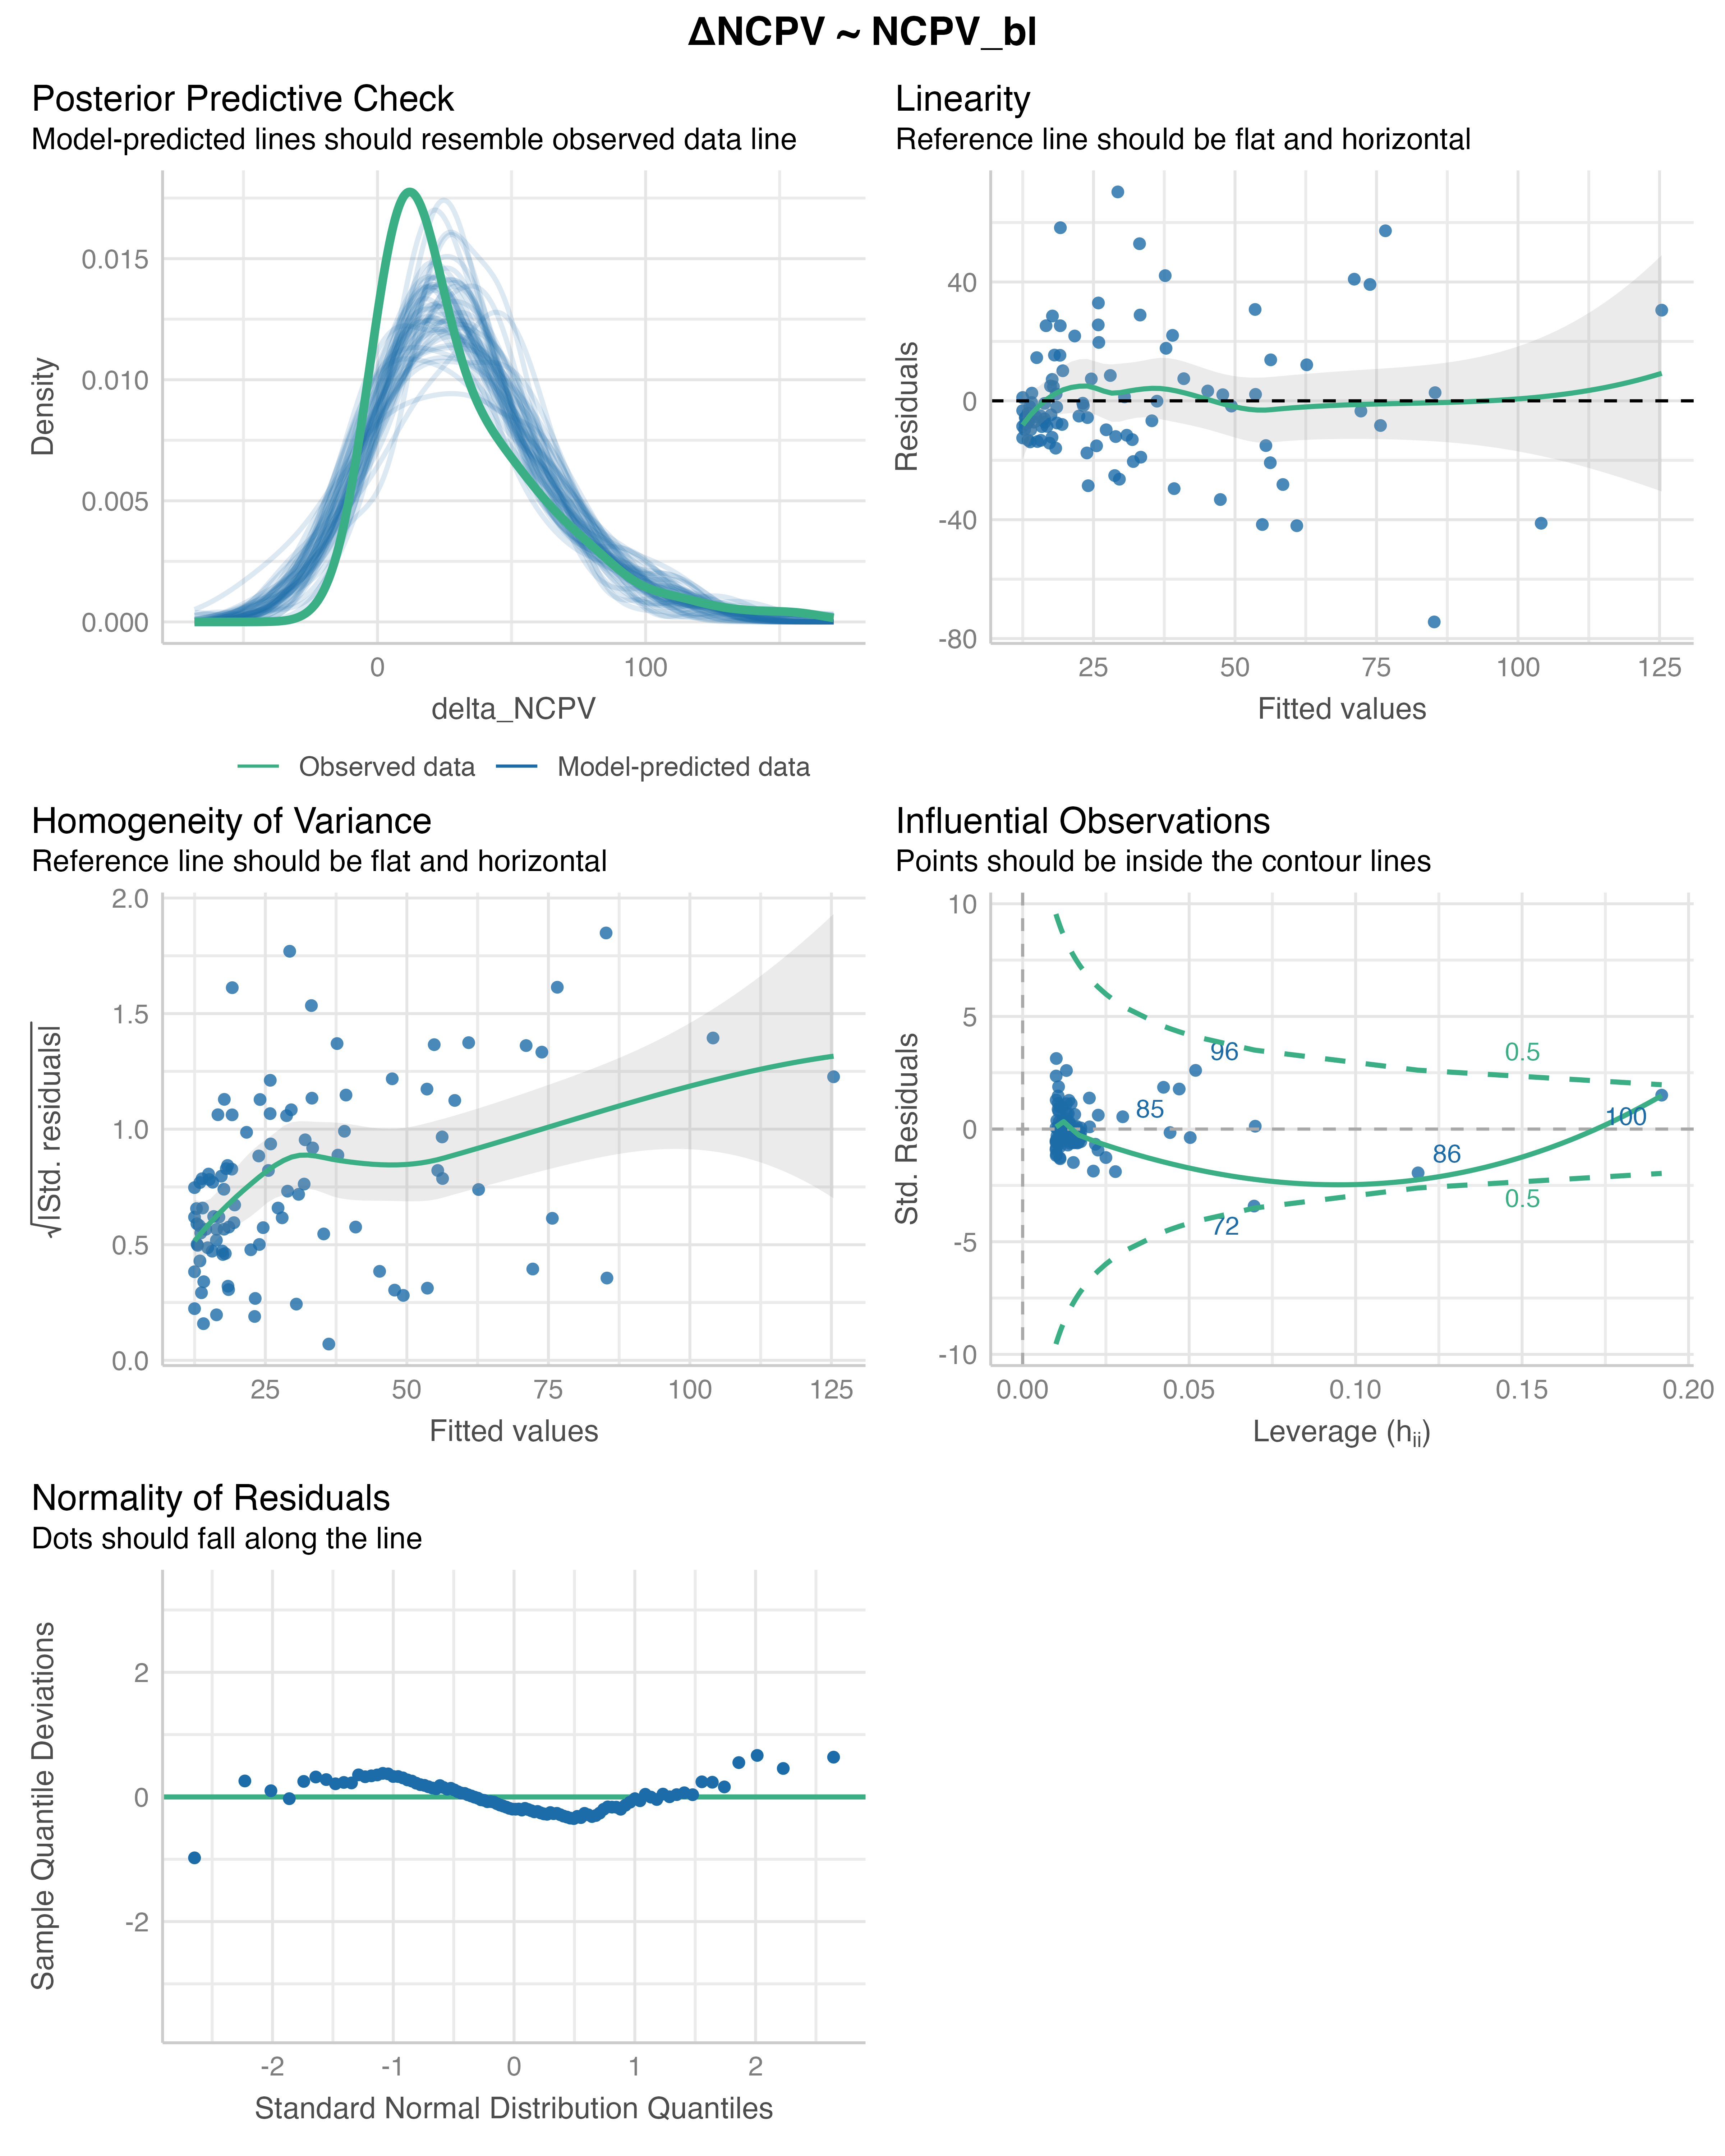 ΔNCPV ~ NCPV_bl
Posterior Predictive Check
Model-predicted lines should resemble observed data line
Density
0.015
0.010
0.005
0.000
0
100
delta_NCPV
Observed data
Model-predicted data
Linearity
Reference line should be flat and horizontal
Residuals
40
0
-40
-80
25
50
75
100
125
Fitted values
Homogeneity of Variance
Reference line should be flat and horizontal
√|Std. residuals|
2.0
1.5
1.0
0.5
0.0
25
50
75
100
125
Fitted values
Influential Observations
Points should be inside the contour lines
Std. Residuals
10
5
0
-5
-10
96
0.5
85
100
86
0.5
72
0.00
0.05
0.10
0.15
0.20
Leverage (hii)
Normality of Residuals
Dots should fall along the line
Sample Quantile Deviations
2
0
-2
-2
-1
0
1
2
Standard Normal Distribution Quantiles